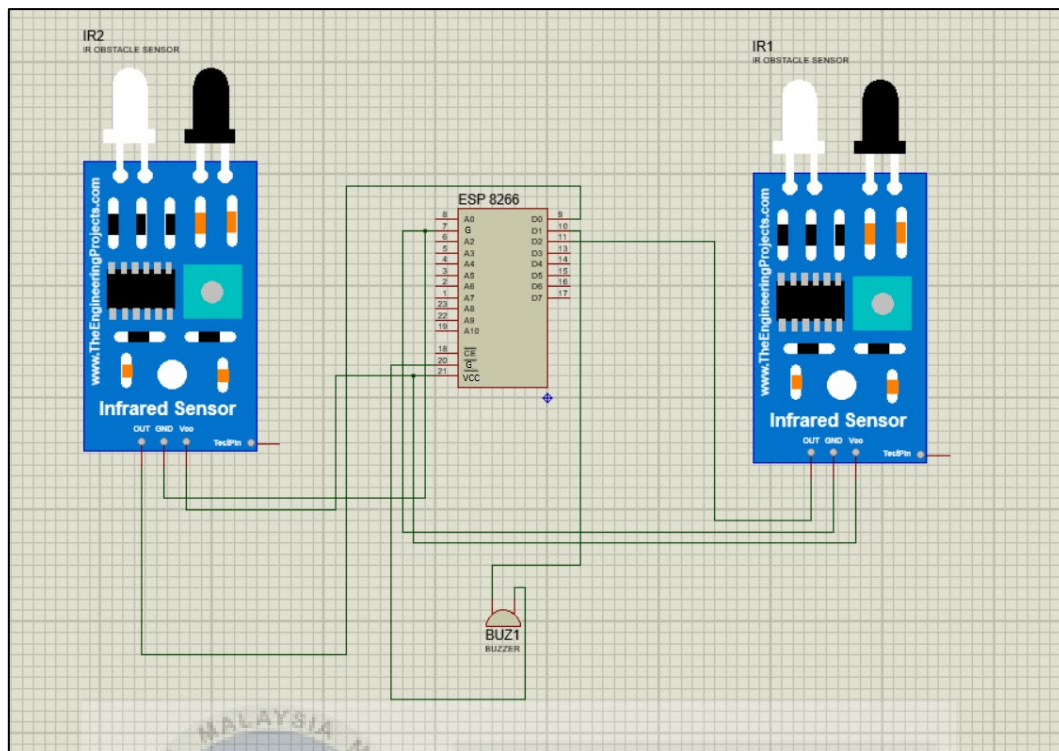 IR2
IR OBSTACLE SENSOR
www.TheEngineeringProjects.com
Infrared Sensor
OUT GND Vcc
TestPin
ESP 8266
8 A0
7 G
6 A2
5 A3
4 A4
3 A5
2 A6
1 A7
23 A8
22 A9
19 A10
18 CE
20 G
21 VCC
D0 9
D1 10
D2 11
D3 13
D4 14
D5 15
D6 16
D7 17
IR1
IR OBSTACLE SENSOR
www.TheEngineeringProjects.com
Infrared Sensor
OUT GND Vcc
TestPin
BUZ1
BUZZER
MALAYSIA